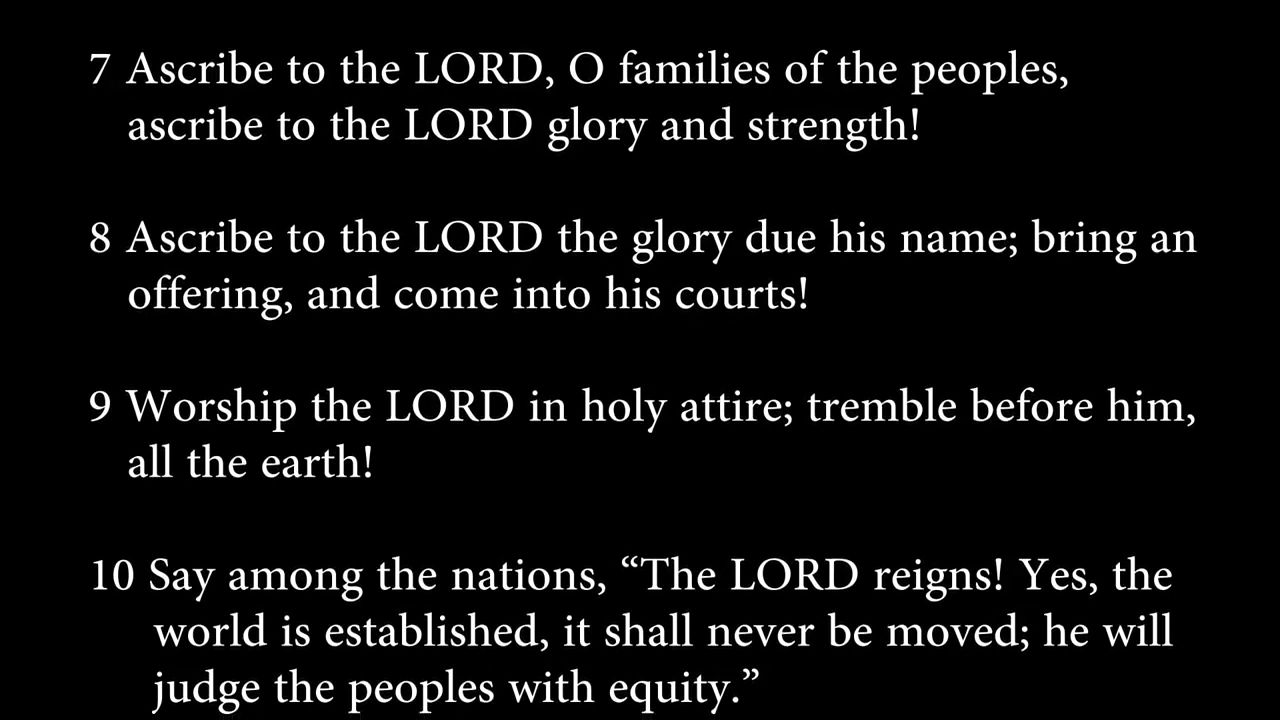 7 Ascribe to the LORD, O families of the peoples,
ascribe to the LORD glory and strength!
8 Ascribe to the LORD the glory due his name; bring an
offering, and come into his courts!
9 Worship the LORD in holy attire; tremble before him,
all the earth!
10 Say among the nations, “The LORD reigns! Yes, the
world is established, it shall never be moved; he will
judge the peoples with equity.”